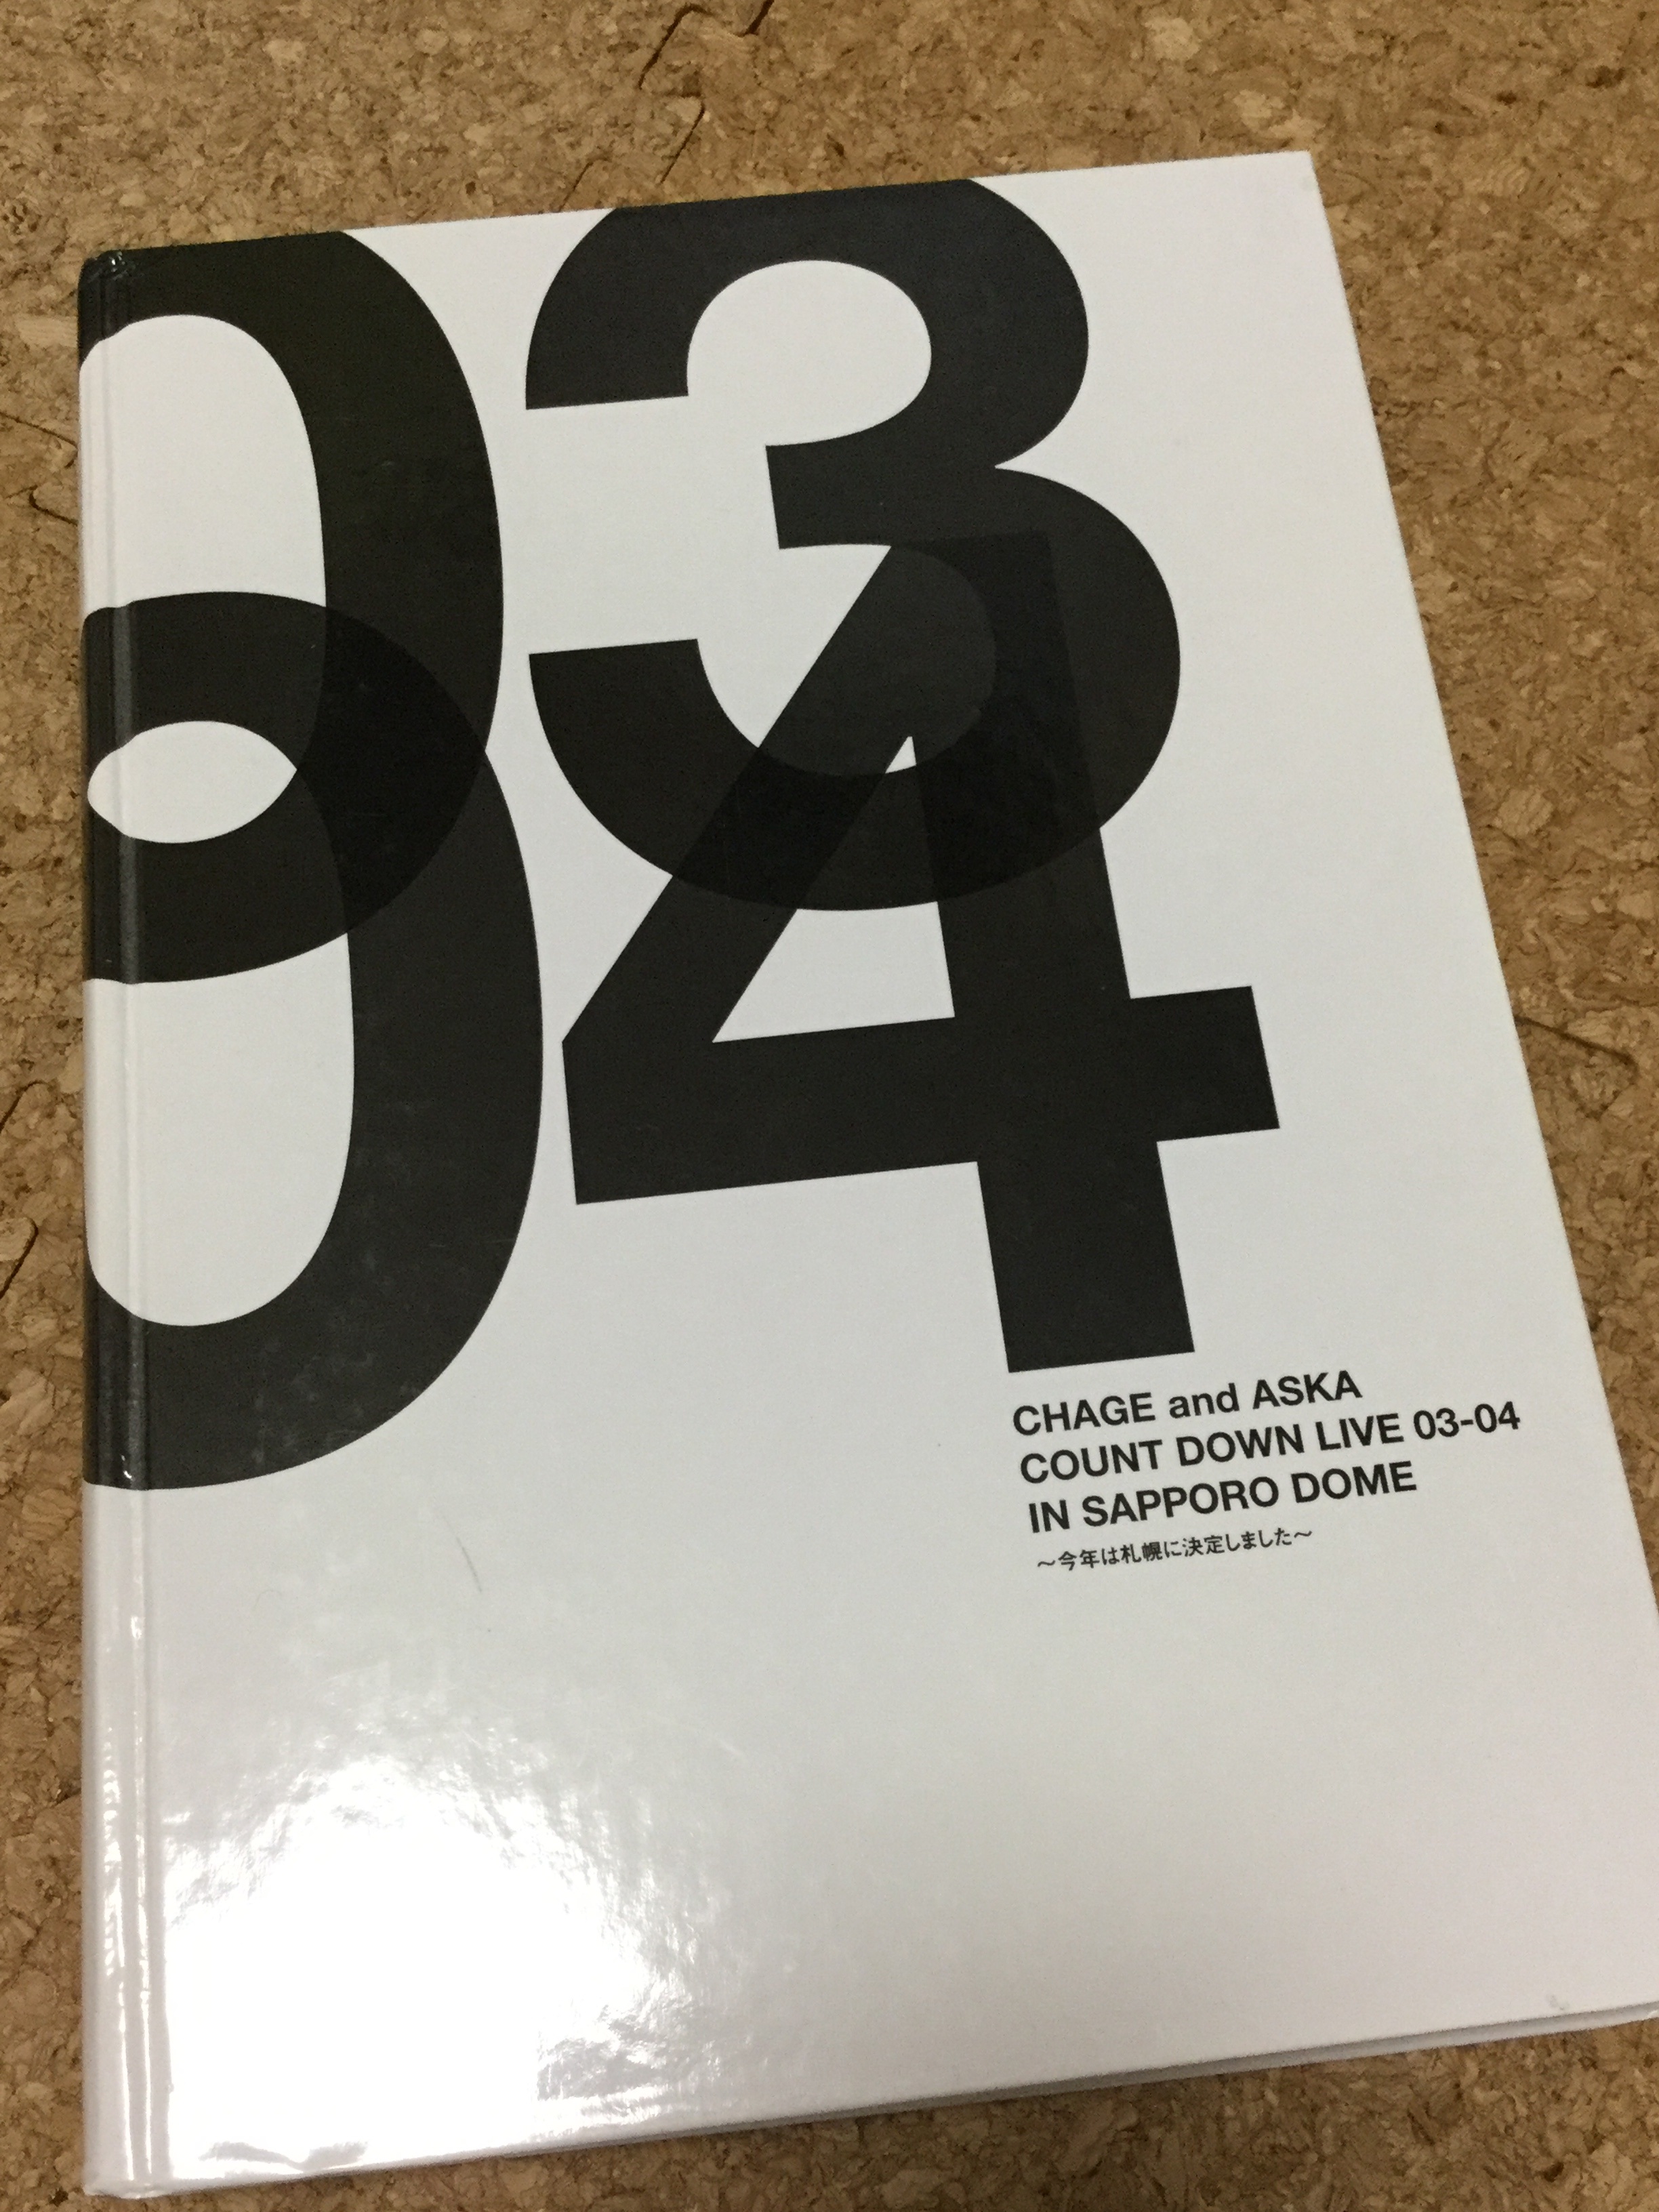 03
04
CHAGE and ASKA
COUNT DOWN LIVE 03-04
IN SAPPORO DOME
～今年は札幌に決定しました～